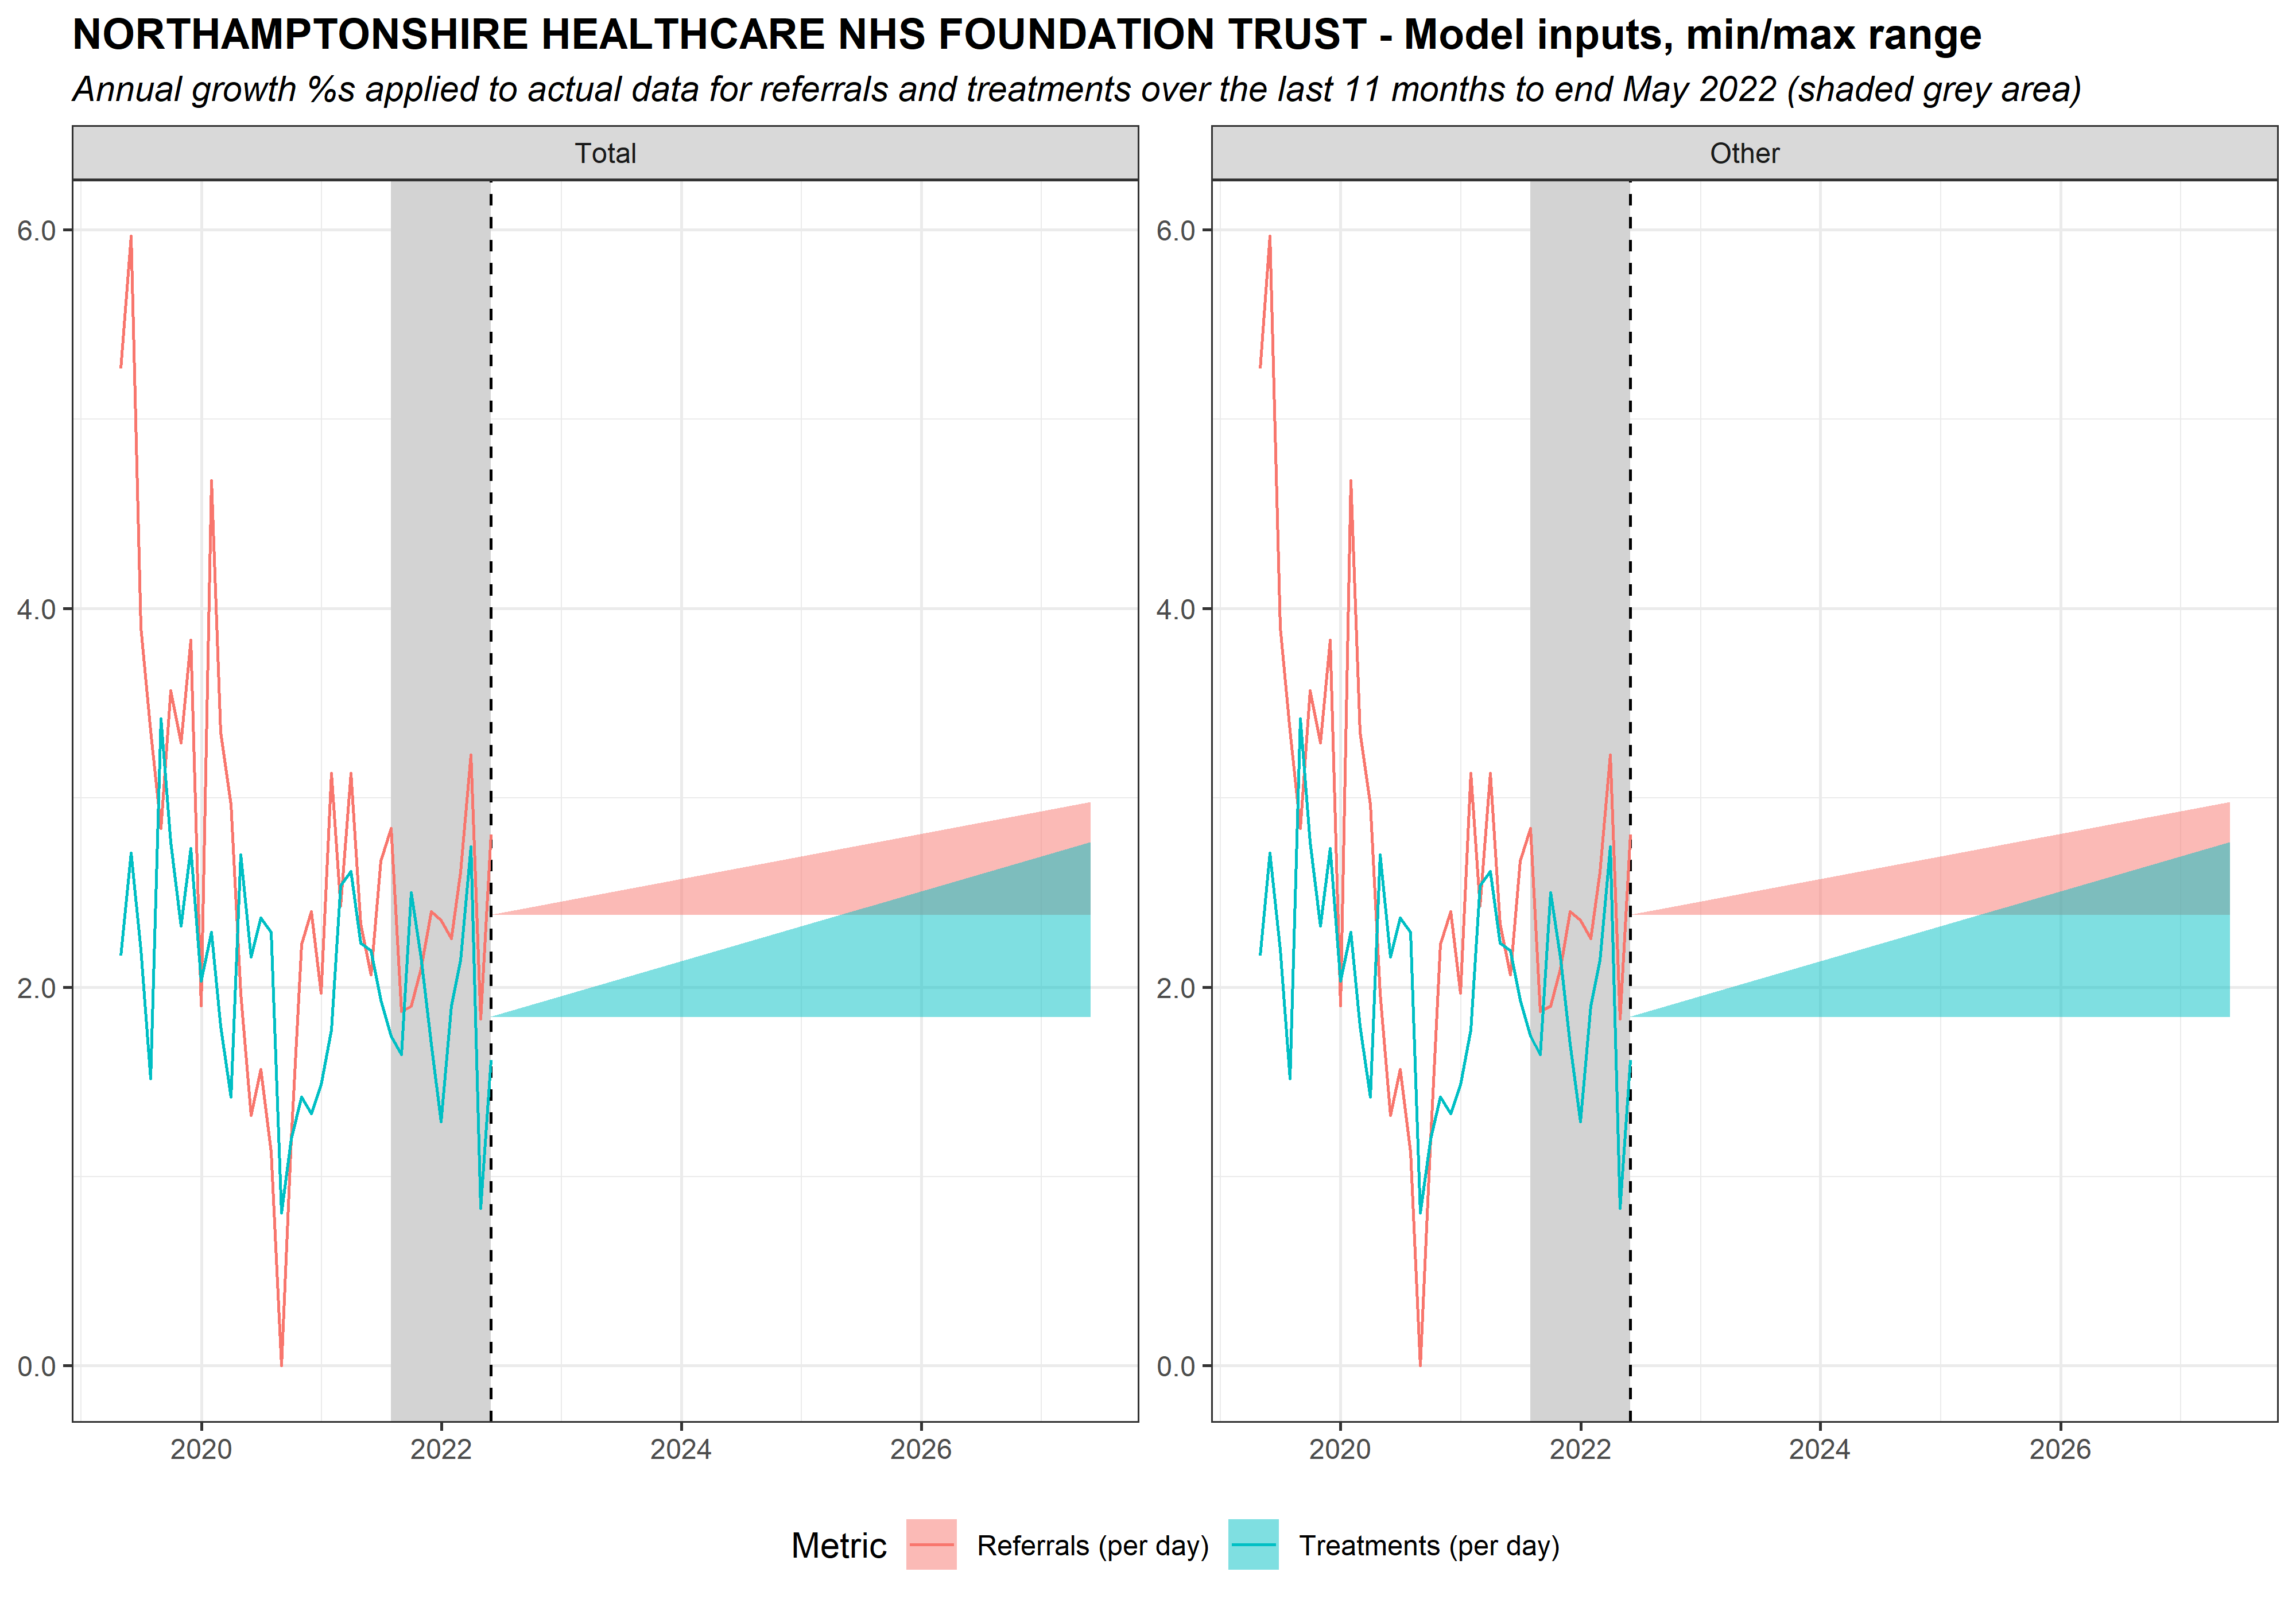 NORTHAMPTONSHIRE HEALTHCARE NHS FOUNDATION TRUST - Model inputs, min/max range
Annual growth %s applied to actual data for referrals and treatments over the last 11 months to end May 2022 (shaded grey area)
Total
Other
6.0
4.0
2.0
0.0
6.0
4.0
2.0
0.0
2020 2022 2024 2026
2020 2022 2024 2026
Metric Referrals (per day) Treatments (per day)